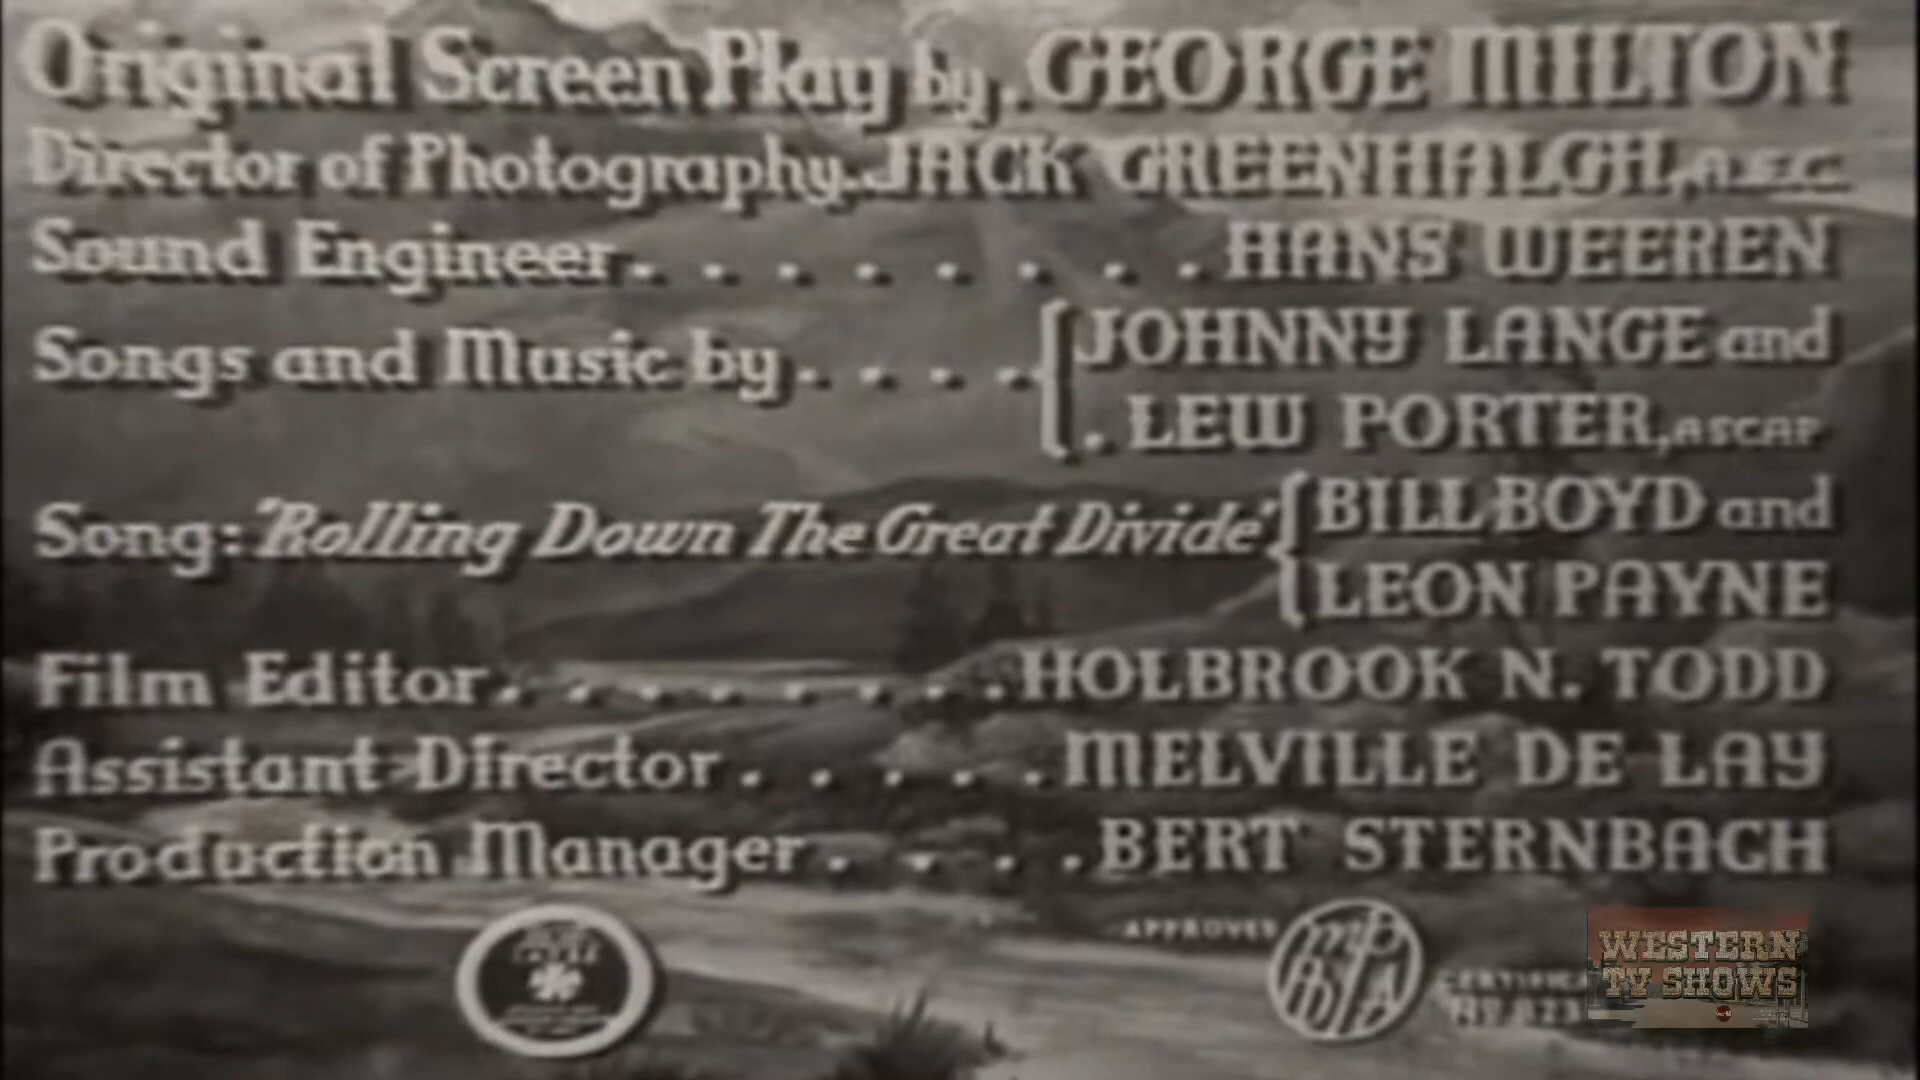 Original Screen Play by . GEORGE MILTON
Director of Photography . JACK GREENHALGH, A.S.C.
Sound Engineer . . . . . . . . HANS WEEREN
Songs and Music by . . . . JOHNNY LANGE and
. LEW PORTER, ASCAP
Song: "Rolling Down The Great Divide" BILL BOYD and
LEON PAYNE
Film Editor . . . . . . . . HOLBROOK N. TODD
Assistant Director . . . . . MELVILLE DE LAY
Production Manager . . . . BERT STERNBACH
APPROVED
MPPDA
WESTERN
TV SHOWS